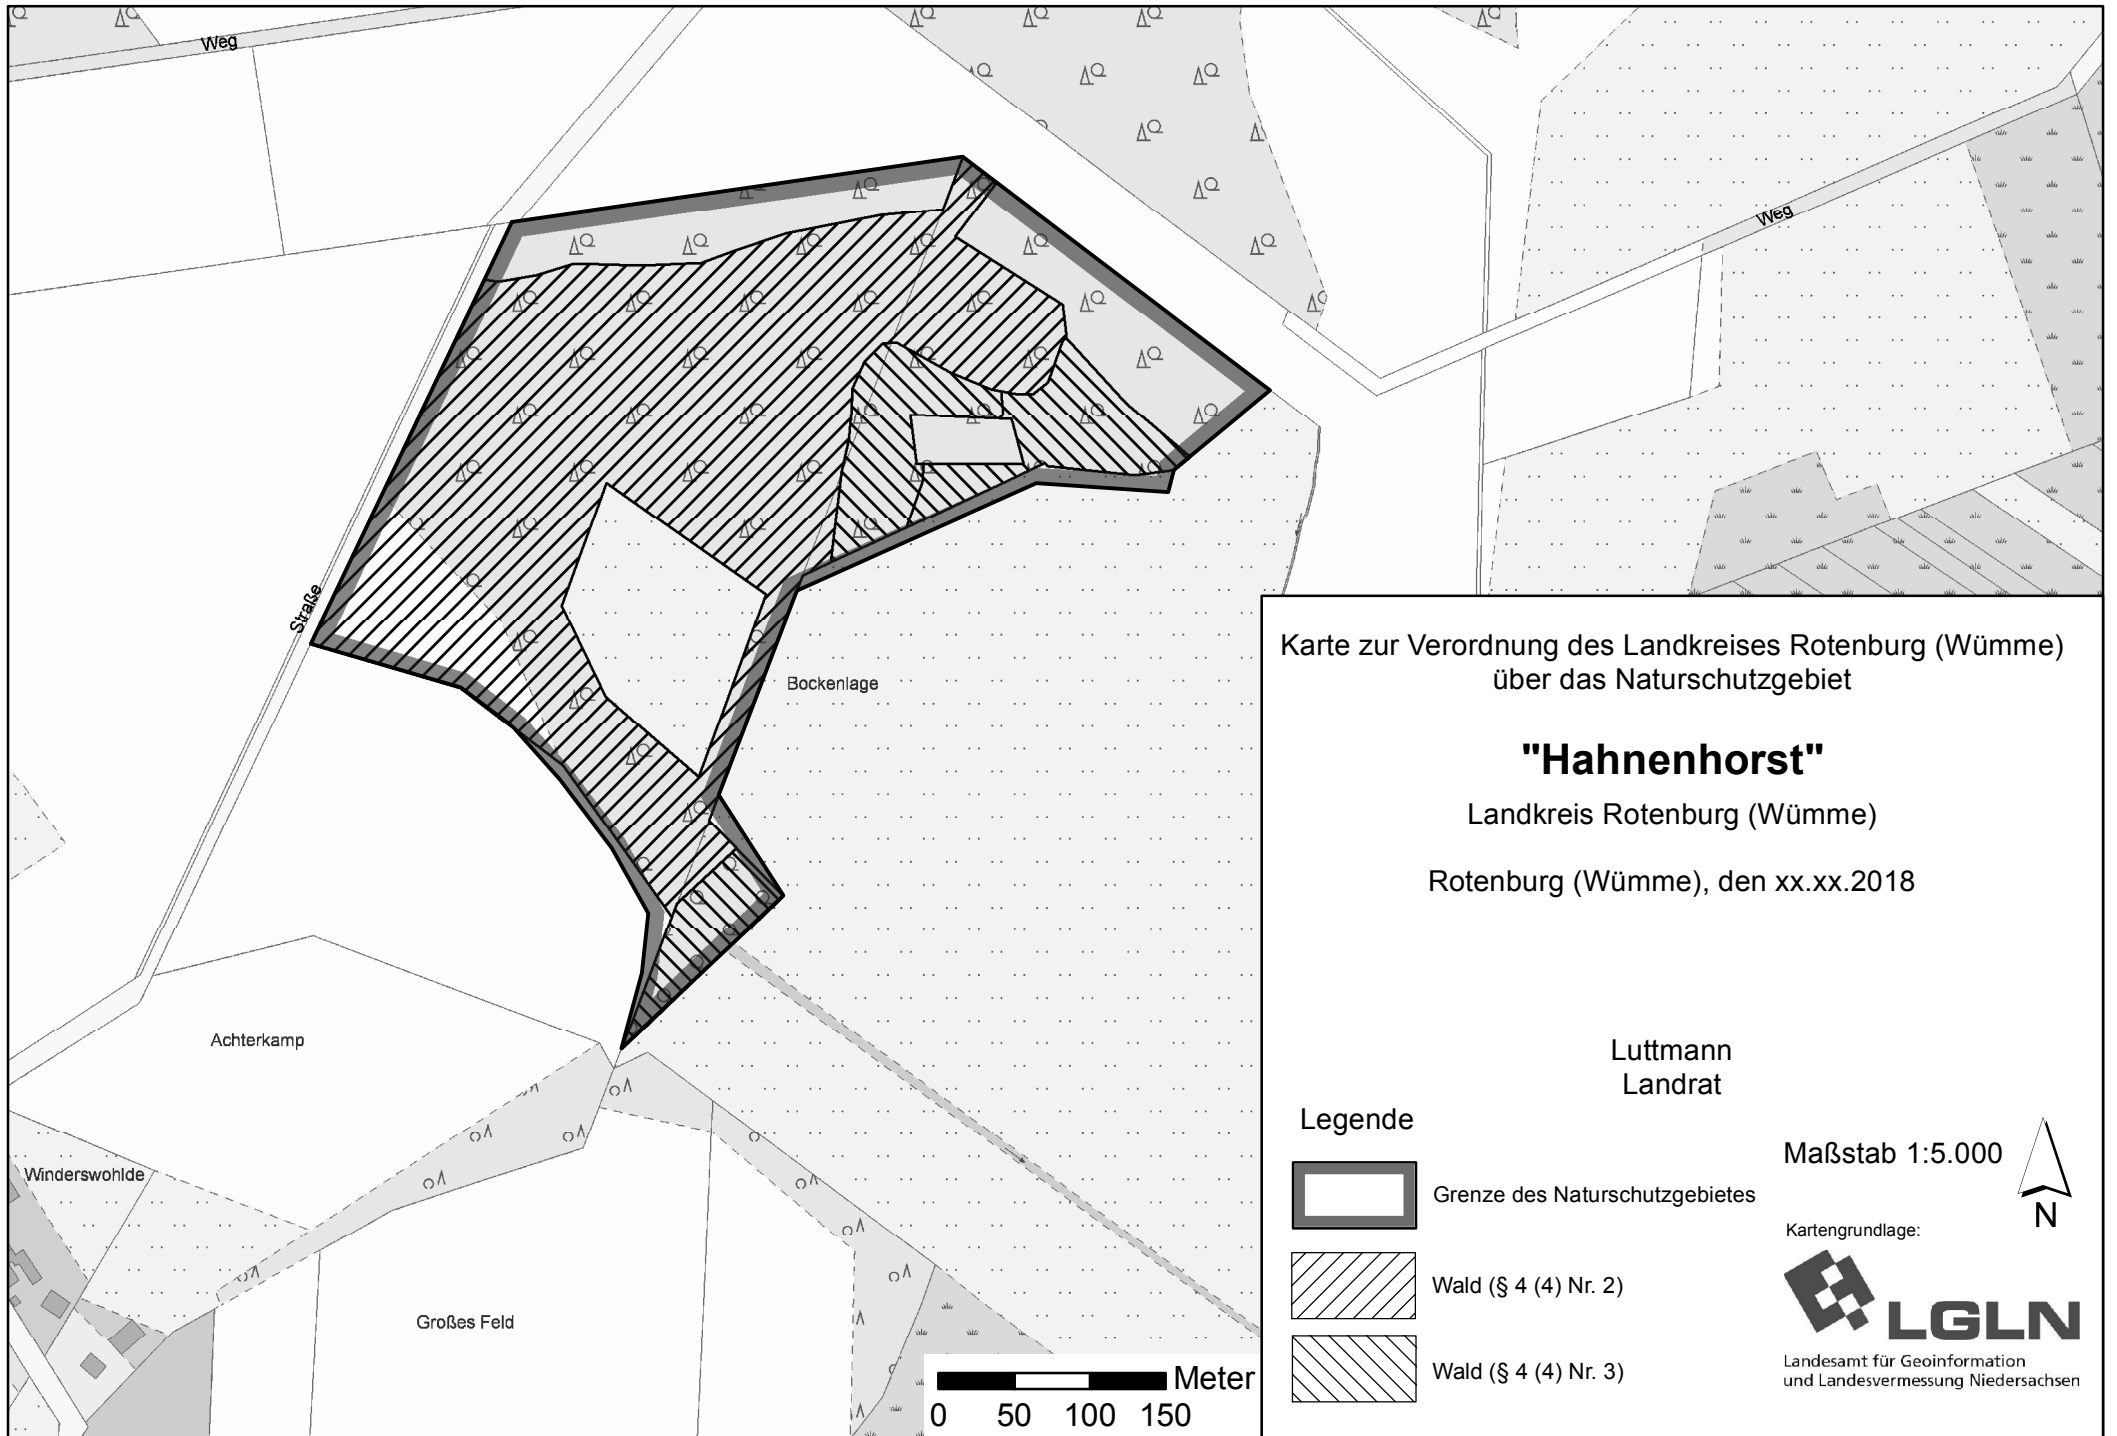 Weg
Weg
Straße
Bockenlage
Achterkamp
Winderswohlde
Großes Feld
Karte zur Verordnung des Landkreises Rotenburg (Wümme)
über das Naturschutzgebiet
"Hahnenhorst"
Landkreis Rotenburg (Wümme)
Rotenburg (Wümme), den xx.xx.2018
Luttmann
Landrat
Legende
Grenze des Naturschutzgebietes
Wald (§ 4 (4) Nr. 2)
Wald (§ 4 (4) Nr. 3)
Maßstab 1:5.000
N
Kartengrundlage:
LGLN
Landesamt für Geoinformation
und Landesvermessung Niedersachsen
Meter
0 50 100 150